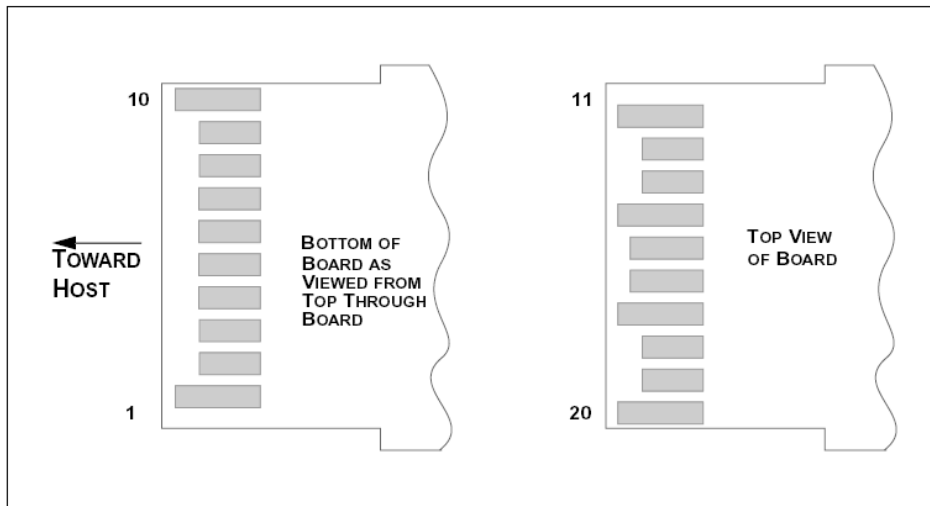 10
TOWARD
HOST
1
BOTTOM OF
BOARD AS
VIEWED FROM
TOP THROUGH
BOARD
11
TOP VIEW
OF BOARD
20